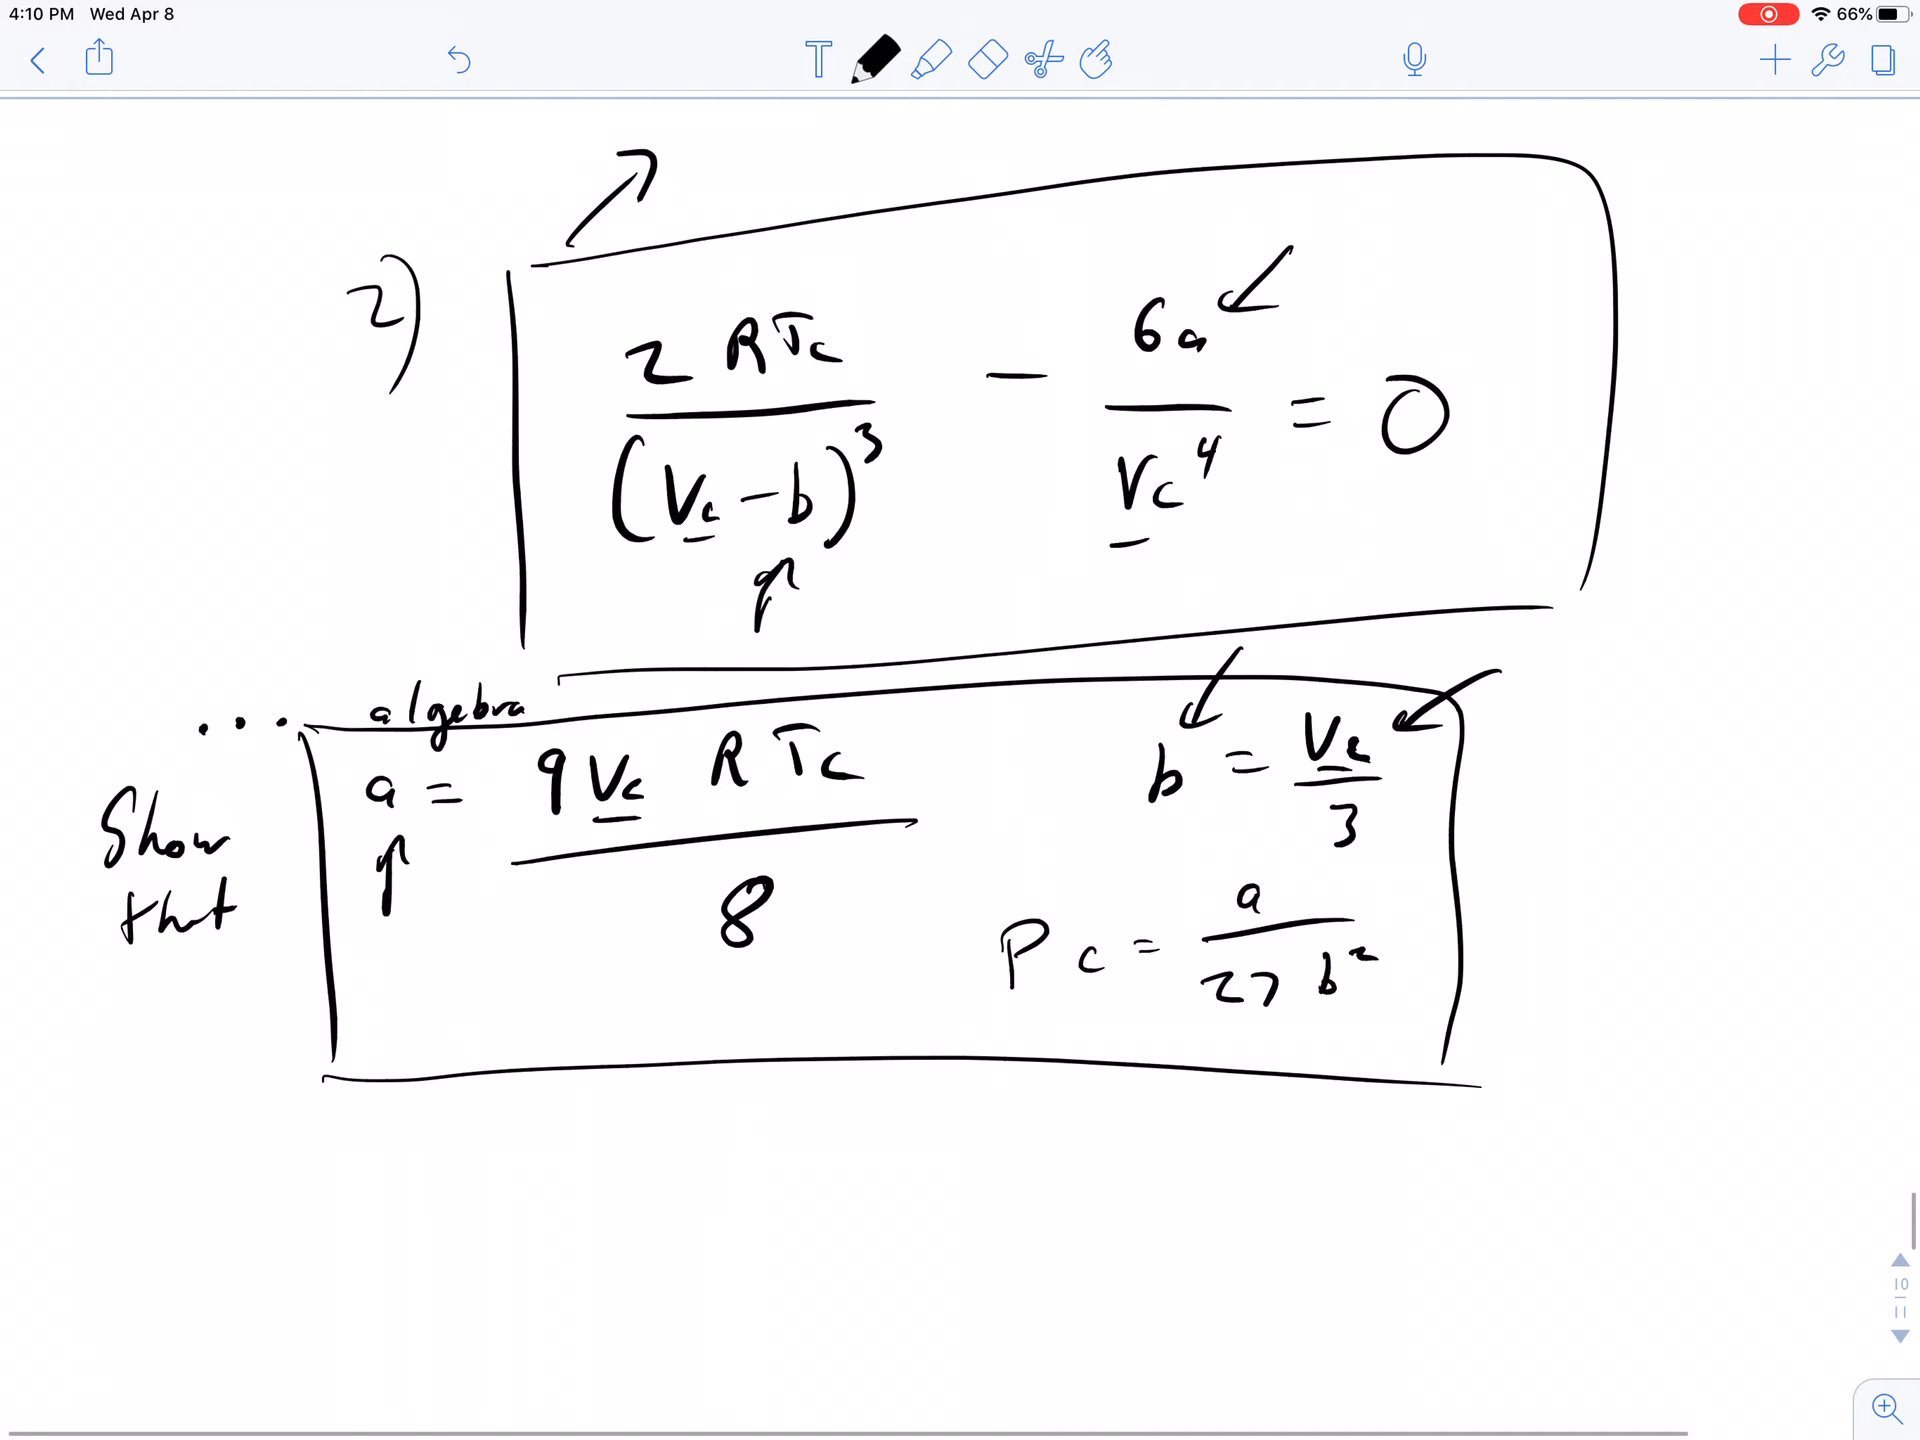 4:10 PM Wed Apr 8 66%
T
2) 2 RTc / (Vc - b)^3 - 6a / Vc^4 = 0
... algebra
Show that
a = 9 Vc R Tc / 8
b = Vc / 3
Pc = a / 27 b^2
10
11